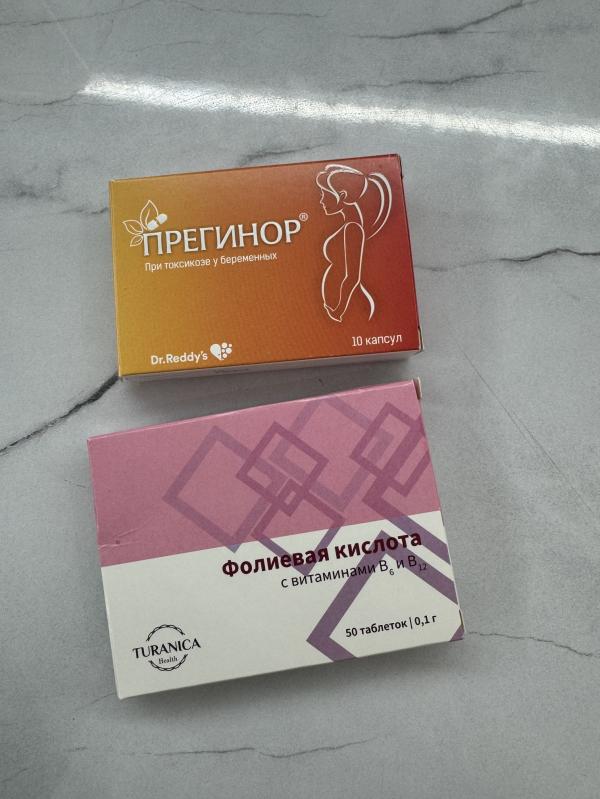 ПРЕГИНОР®
При токсикозе у беременных
Dr.Reddy's
10 капсул
Фолиевая кислота
с витаминами B₆ и B₁₂
50 таблеток | 0,1 г
TURANICA
Health